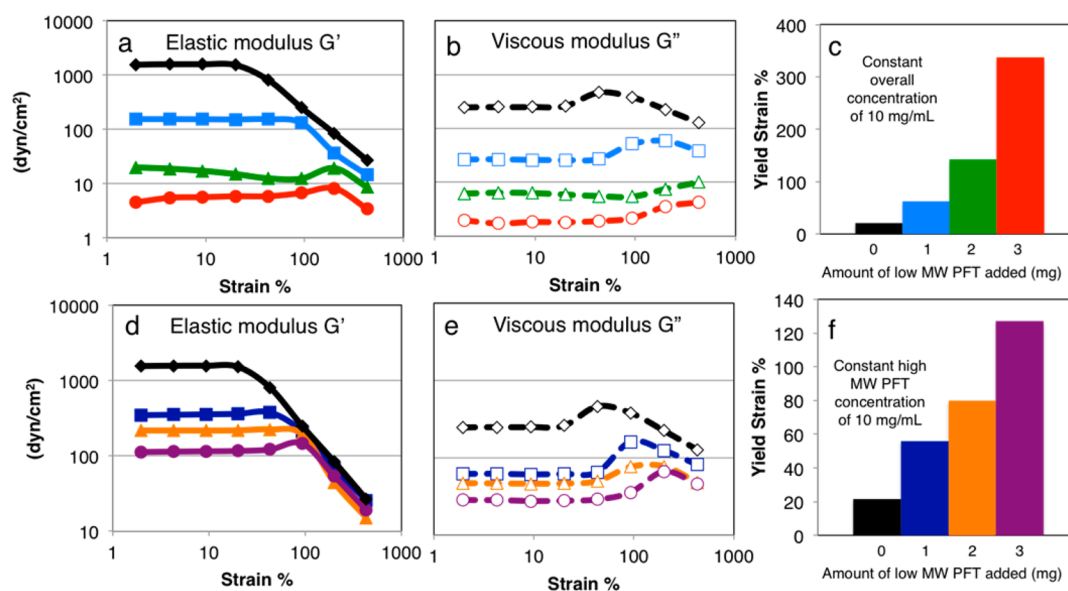 a
Elastic modulus G’
(dyn/cm²)
10000
1000
100
10
1
1 10 100 1000
Strain %
b
Viscous modulus G”
1 10 100 1000
Strain %
c
Constant
overall
concentration
of 10 mg/mL
Yield Strain %
400
300
200
100
0
0 1 2 3
Amount of low MW PFT added (mg)
d
Elastic modulus G’
(dyn/cm²)
10000
1000
100
10
1 10 100 1000
Strain %
e
Viscous modulus G”
1 10 100 1000
Strain %
f
Constant high
MW PFT
concentration
of 10 mg/mL
Yield Strain %
140
120
100
80
60
40
20
0
0 1 2 3
Amount of low MW PFT added (mg)